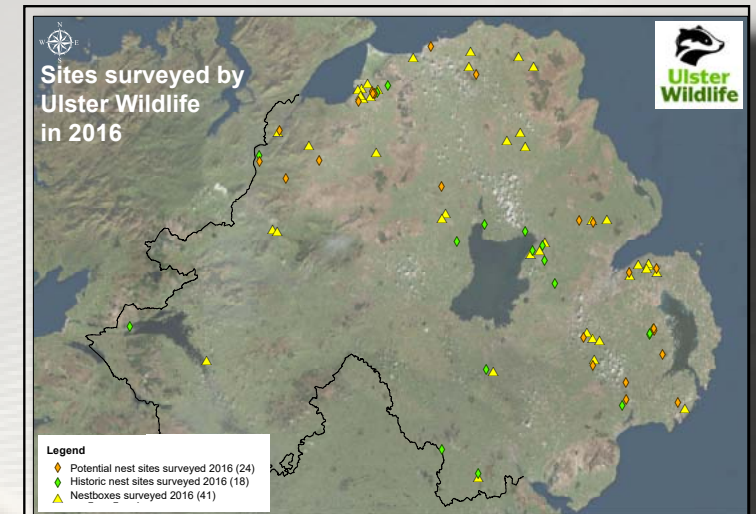 N
W E
S
Sites surveyed by
Ulster Wildlife
in 2016
Ulster
Wildlife
Legend
Potential nest sites surveyed 2016 (24)
Historic nest sites surveyed 2016 (18)
Nestboxes surveyed 2016 (41)